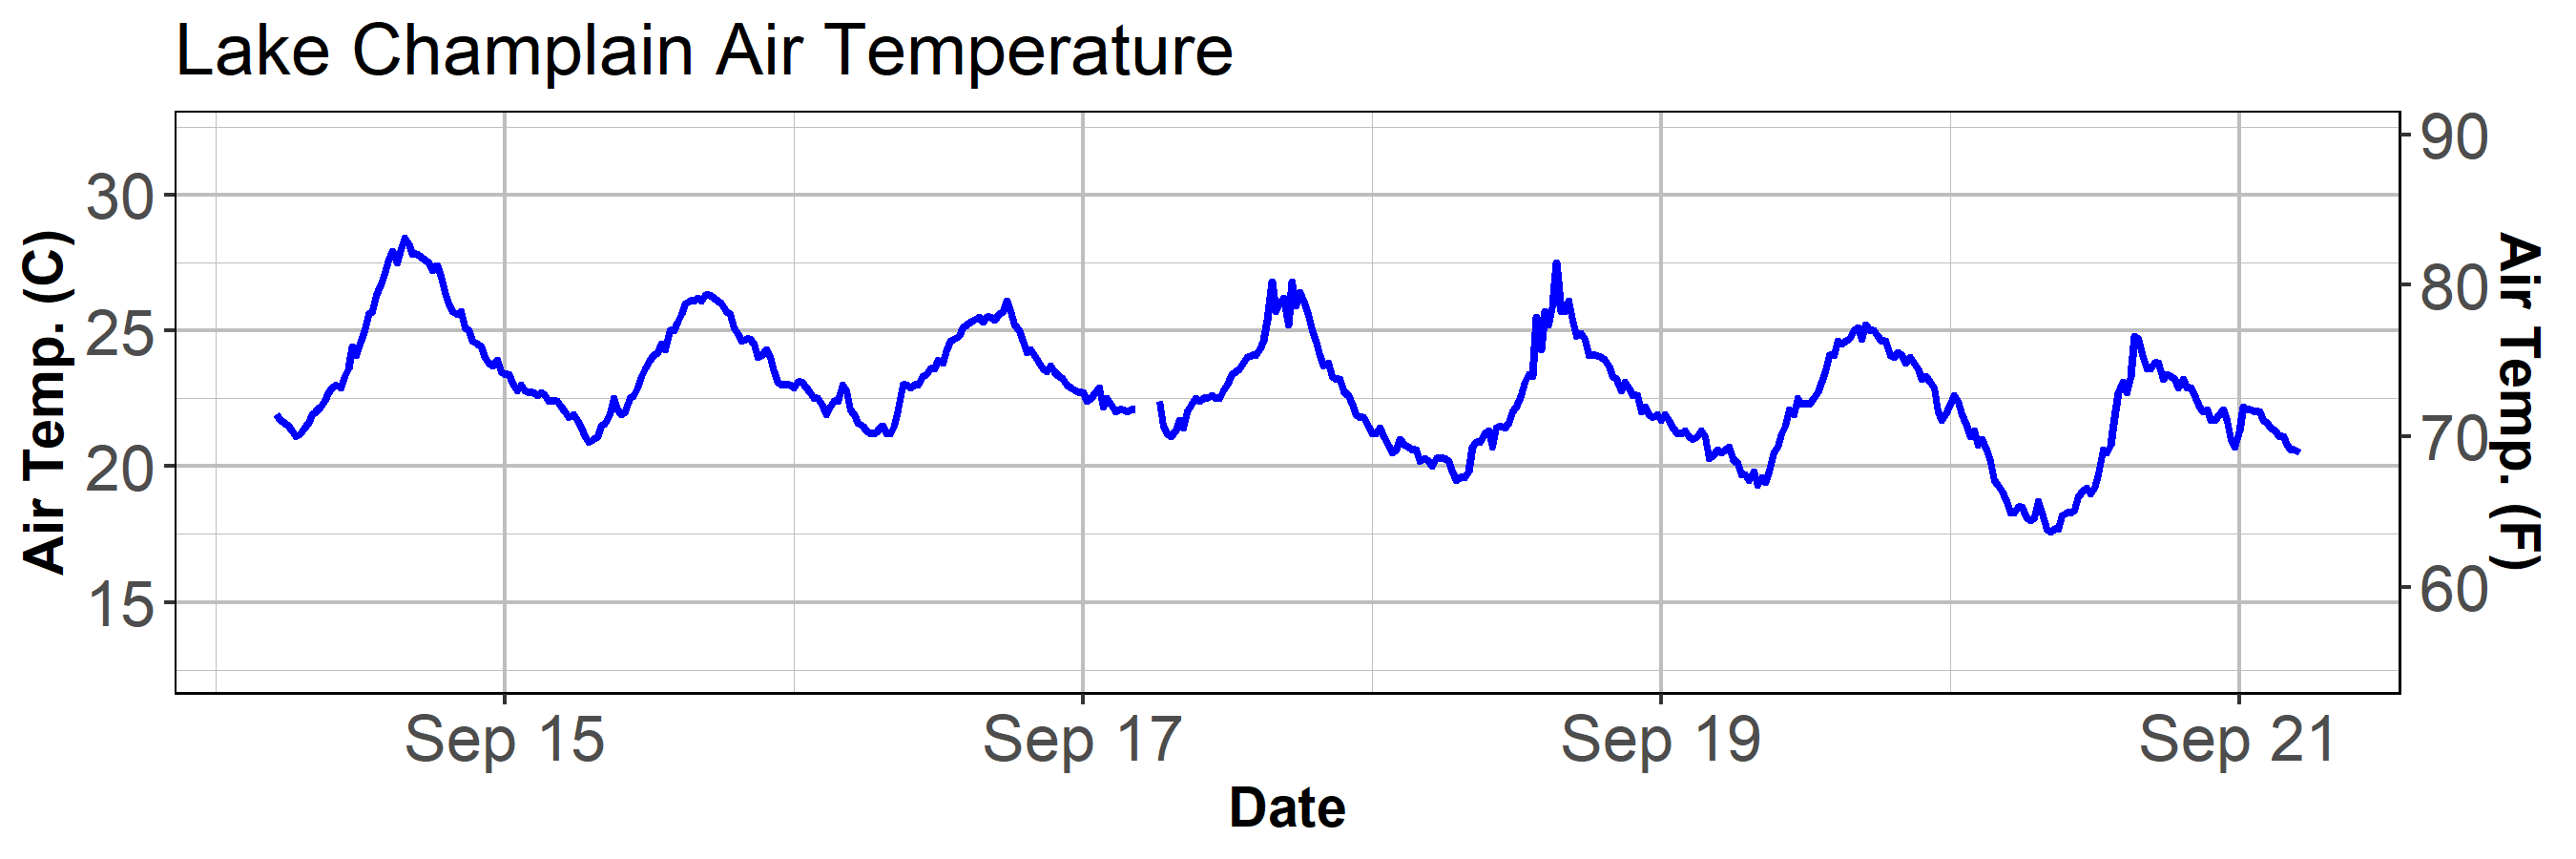 Lake Champlain Air Temperature
Air Temp. (C)
30
25
20
15
90
80
70
60
Air Temp. (F)
Sep 15
Sep 17
Sep 19
Sep 21
Date